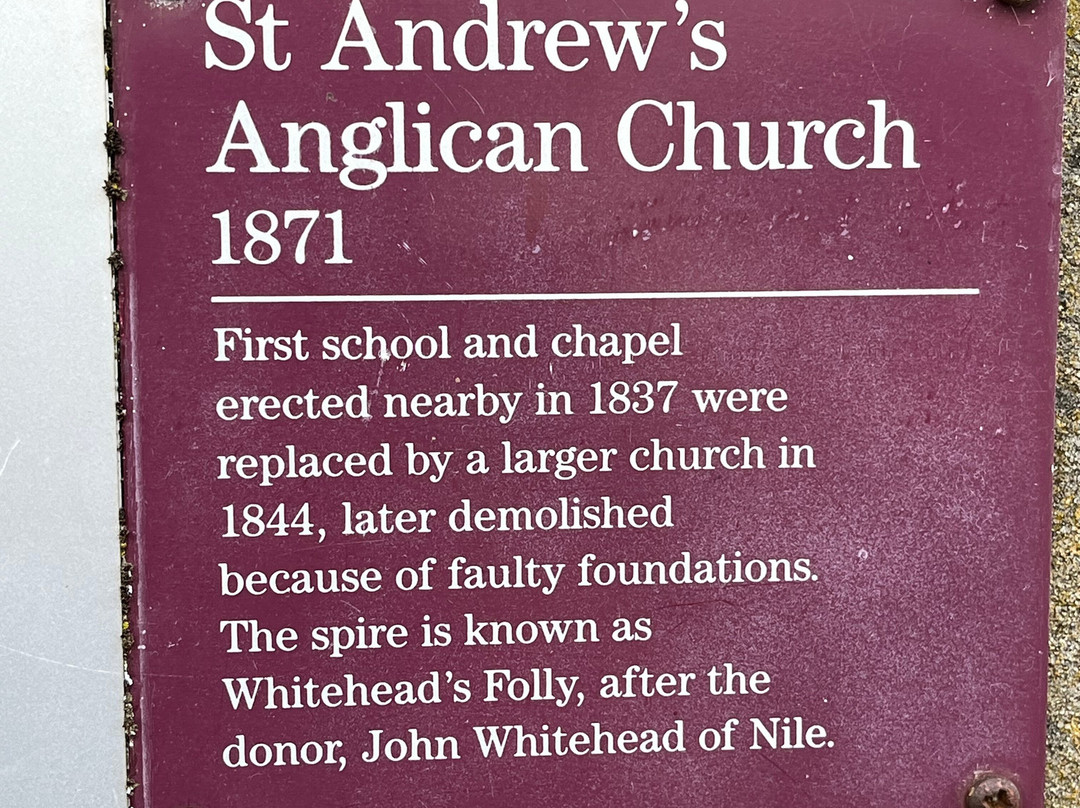 St Andrew's
Anglican Church
1871
First school and chapel
erected nearby in 1837 were
replaced by a larger church in
1844, later demolished
because of faulty foundations.
The spire is known as
Whitehead's Folly, after the
donor, John Whitehead of Nile.